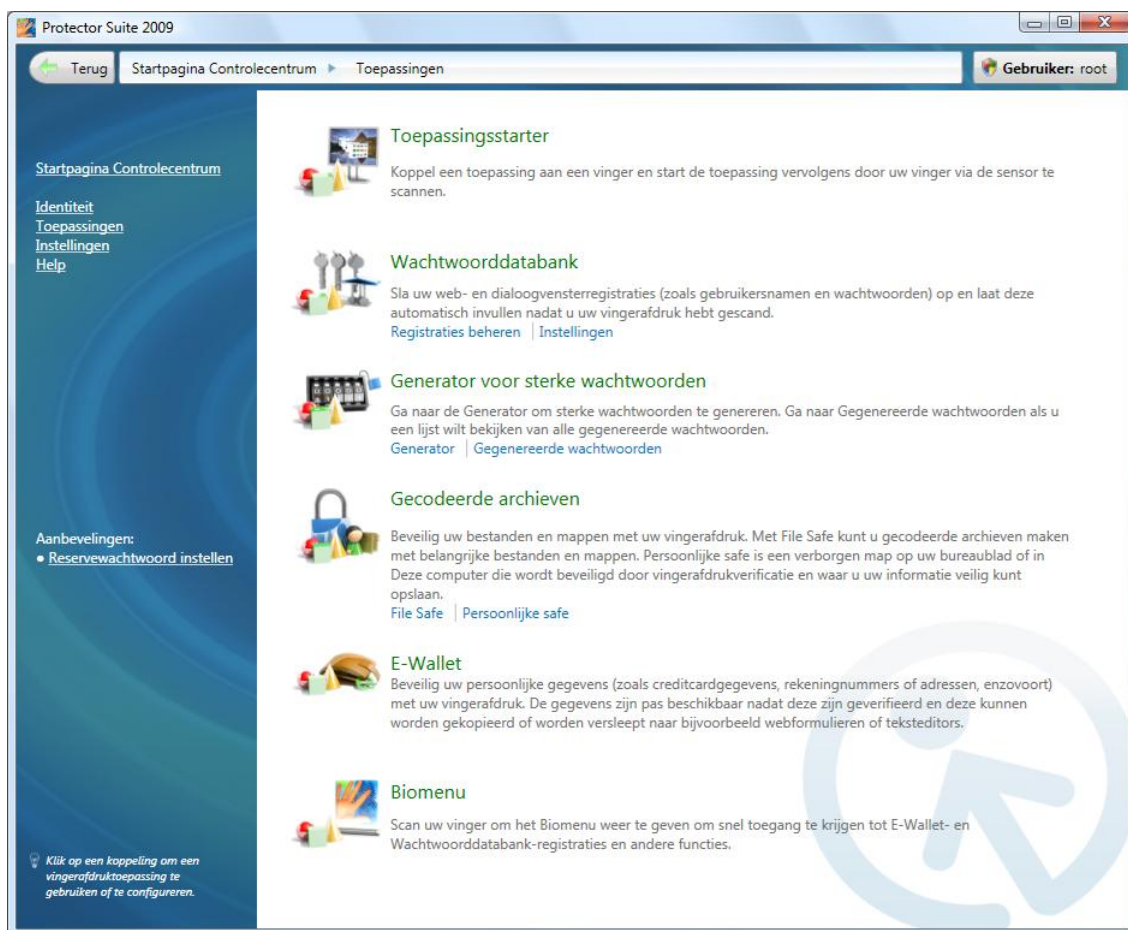 Protector Suite 2009
Terug
Startpagina Controlecentrum
Toepassingen
Gebruiker: root
Startpagina Controlecentrum
Identiteit
Toepassingen
Instellingen
Help
Aanbevelingen:
• Reservewachtwoord instellen
Klik op een koppeling om een
vingerafdruktoepassing te
gebruiken of te configureren.
Toepassingsstarter
Koppel een toepassing aan een vinger en start de toepassing vervolgens door uw vinger via de sensor te
scannen.
Wachtwoorddatabank
Sla uw web- en dialoogvensterregistraties (zoals gebruikersnamen en wachtwoorden) op en laat deze
automatisch invullen nadat u uw vingerafdruk hebt gescand.
Registraties beheren | Instellingen
Generator voor sterke wachtwoorden
Ga naar de Generator om sterke wachtwoorden te genereren. Ga naar Gegenereerde wachtwoorden als u
een lijst wilt bekijken van alle gegenereerde wachtwoorden.
Generator | Gegenereerde wachtwoorden
Gecodeerde archieven
Beveilig uw bestanden en mappen met uw vingerafdruk. Met File Safe kunt u gecodeerde archieven maken
met belangrijke bestanden en mappen. Persoonlijke safe is een verborgen map op uw bureaublad of in
Deze computer die wordt beveiligd door vingerafdrukverificatie en waar u uw informatie veilig kunt
opslaan.
File Safe | Persoonlijke safe
E-Wallet
Beveilig uw persoonlijke gegevens (zoals creditcardgegevens, rekeningnummers of adressen, enzovoort)
met uw vingerafdruk. De gegevens zijn pas beschikbaar nadat deze zijn geverifieerd en deze kunnen
worden gekopieerd of worden versleept naar bijvoorbeeld webformulieren of teksteditors.
Biomenu
Scan uw vinger om het Biomenu weer te geven om snel toegang te krijgen tot E-Wallet- en
Wachtwoorddatabank-registraties en andere functies.